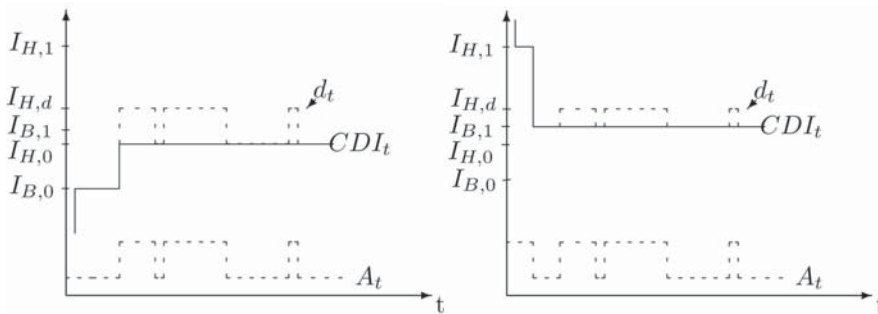 I_{H,1}
I_{H,d}
I_{B,1}
I_{H,0}
I_{B,0}
d_t
CDI_t
A_t
t
I_{H,1}
I_{H,d}
I_{B,1}
I_{H,0}
I_{B,0}
d_t
CDI_t
A_t
t